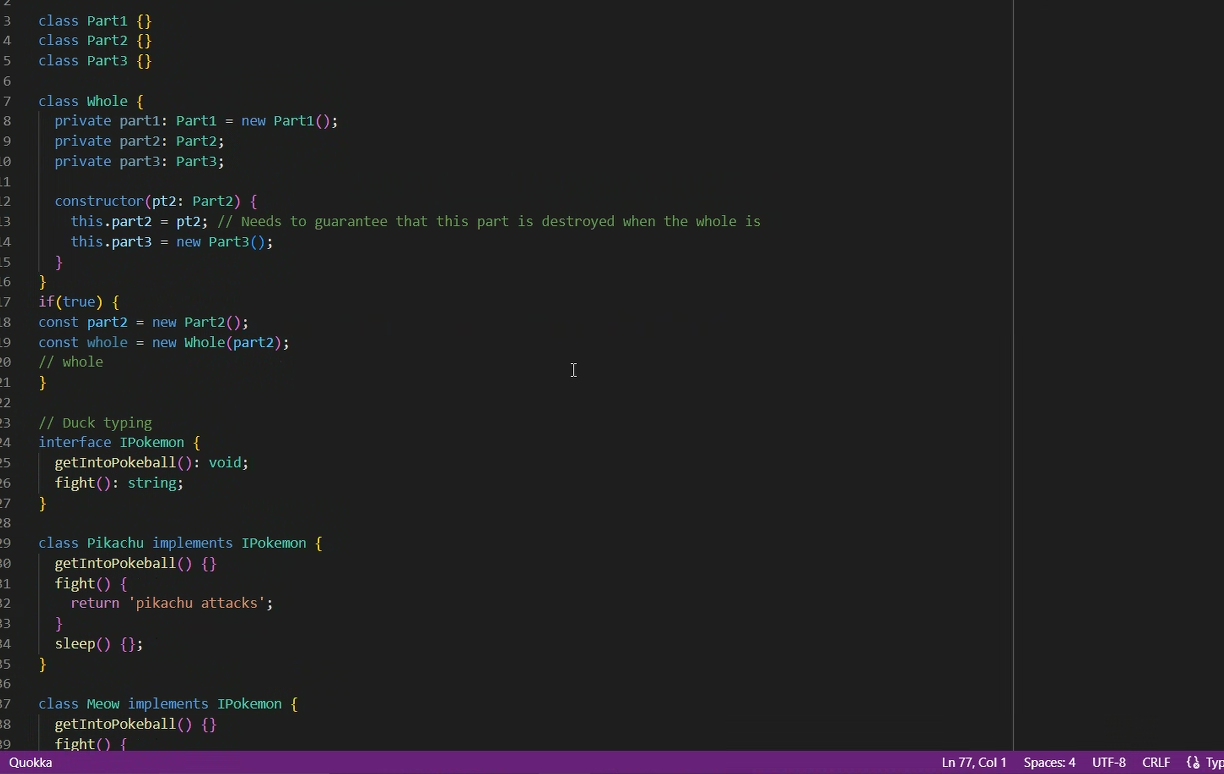 2
3 class Part1 {}
4 class Part2 {}
5 class Part3 {}
6
7 class Whole {
8 private part1: Part1 = new Part1();
9 private part2: Part2;
10 private part3: Part3;
11
12 constructor(pt2: Part2) {
13 this.part2 = pt2; // Needs to guarantee that this part is destroyed when the whole is
14 this.part3 = new Part3();
15 }
16 }
17 if(true) {
18 const part2 = new Part2();
19 const whole = new Whole(part2);
20 // whole
21 }
22
23 // Duck typing
24 interface IPokemon {
25 getIntoPokeball(): void;
26 fight(): string;
27 }
28
29 class Pikachu implements IPokemon {
30 getIntoPokeball() {}
31 fight() {
32 return 'pikachu attacks';
33 }
34 sleep() {};
35 }
36
37 class Meow implements IPokemon {
38 getIntoPokeball() {}
39 fight() {
Quokka Ln 77, Col 1 Spaces: 4 UTF-8 CRLF {} Typ